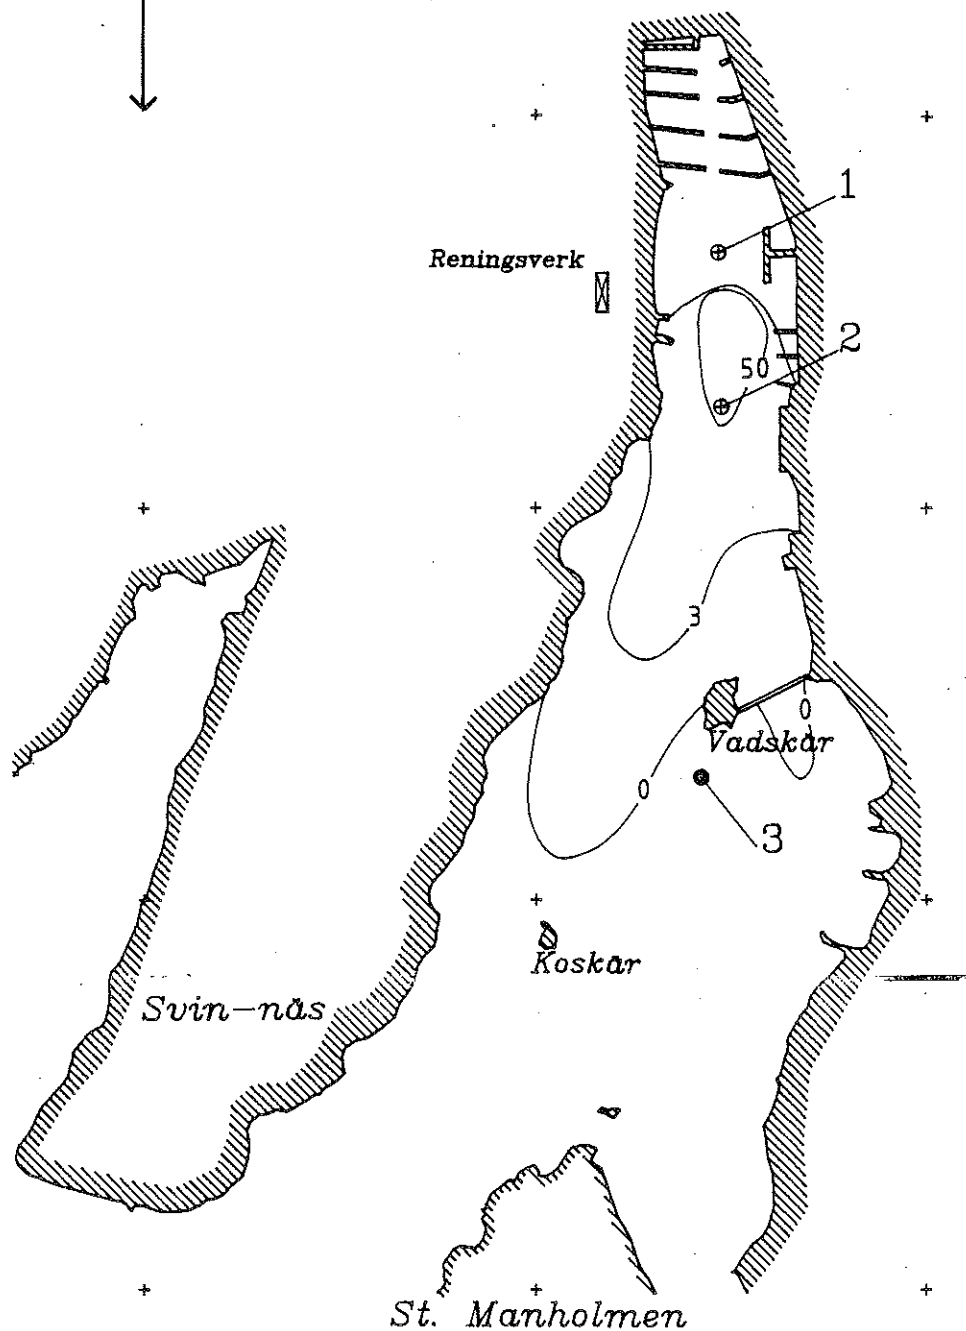 1
Reningsverk
2
50
3
0
Vadskär
0
3
Koskär
Svin-näs
St. Manholmen